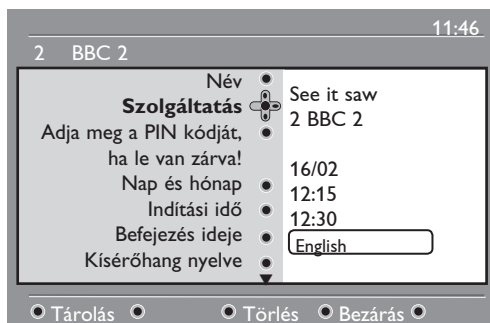 11:46
2 BBC 2
Név
Szolgáltatás
Adja meg a PIN kódját,
ha le van zárva!
Nap és hónap
Indítási idő
Befejezés ideje
Kísérőhang nyelve
See it saw
2 BBC 2
16/02
12:15
12:30
English
Tárolás
Törlés
Bezárás